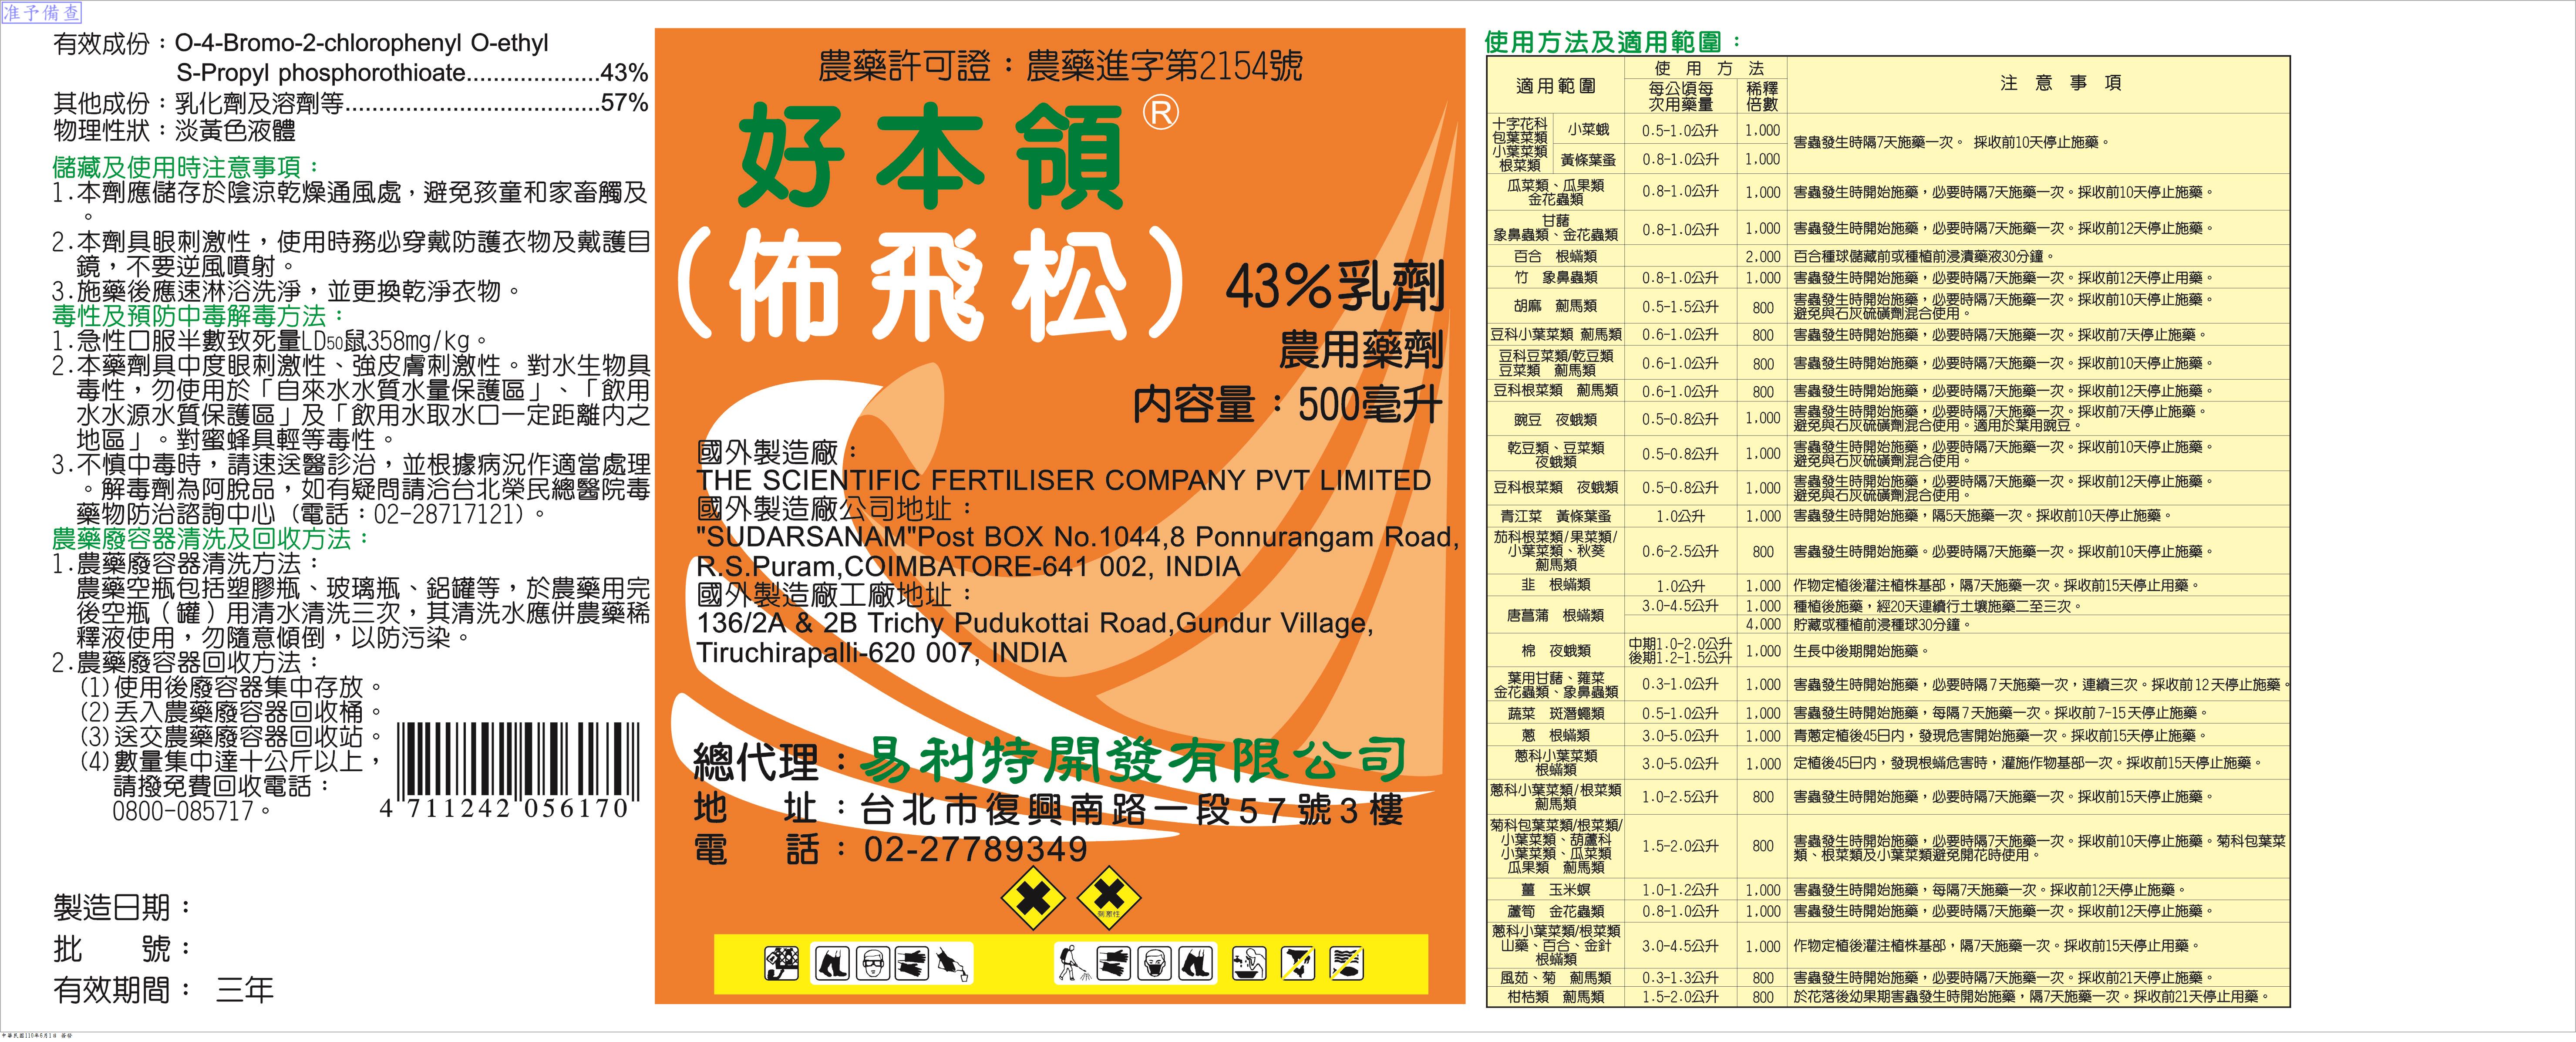 准予備查
有效成份：O-4-Bromo-2-chlorophenyl O-ethyl
S-Propyl phosphorothioate....................43%
其他成份：乳化劑及溶劑等......................................57%
物理性狀：淡黃色液體
儲藏及使用時注意事項：
1.本劑應儲存於陰涼乾燥通風處，避免孩童和家畜觸及
。
2.本劑具眼刺激性，使用時務必穿戴防護衣物及戴護目
鏡，不要逆風噴射。
3.施藥後應速淋浴洗淨，並更換乾淨衣物。
毒性及預防中毒解毒方法：
1.急性口服半數致死量LD50鼠358mg/kg。
2.本藥劑具中度眼刺激性、強皮膚刺激性。對水生物具
毒性，勿使用於「自來水水質水量保護區」、「飲用
水水源水質保護區」及「飲用水取水口一定距離內之
地區」。對蜜蜂具輕等毒性。
3.不慎中毒時，請速送醫診治，並根據病況作適當處理
。解毒劑為阿脫品，如有疑問請洽台北榮民總醫院毒
藥物防治諮詢中心（電話：02-28717121）。
農藥廢容器清洗及回收方法：
1.農藥廢容器清洗方法：
農藥空瓶包括塑膠瓶、玻璃瓶、鋁罐等，於農藥用完
後空瓶（罐）用清水清洗三次，其清洗水應併農藥稀
釋液使用，勿隨意傾倒，以防污染。
2.農藥廢容器回收方法：
(1)使用後廢容器集中存放。
(2)丟入農藥廢容器回收桶。
(3)送交農藥廢容器回收站。
(4)數量集中達十公斤以上，
請撥免費回收電話：
0800-085717。
4 711242 056170
製造日期：
批　　號：
有效期間： 三年
農藥許可證：農藥進字第2154號
好本領®
（佈飛松）
43%乳劑
農用藥劑
內容量：500毫升
國外製造廠：
THE SCIENTIFIC FERTILISER COMPANY PVT LIMITED
國外製造廠公司地址：
"SUDARSANAM"Post BOX No.1044,8 Ponnurangam Road,
R.S.Puram,COIMBATORE-641 002, INDIA
國外製造廠工廠地址：
136/2A & 2B Trichy Pudukottai Road,Gundur Village,
Tiruchirapalli-620 007, INDIA
總代理：易利特開發有限公司
地　　址：台北市復興南路一段57號3樓
電　　話：02-27789349
刺激性
使用方法及適用範圍：
適用範圍 使用方法 注意事項
每公頃每次用藥量 稀釋倍數
十字花科包葉菜類小葉菜類根菜類 小菜蛾 0.5-1.0公升 1,000 害蟲發生時隔7天施藥一次。 採收前10天停止施藥。
黃條葉蚤 0.8-1.0公升 1,000
瓜菜類、瓜果類 金花蟲類 0.8-1.0公升 1,000 害蟲發生時開始施藥，必要時隔7天施藥一次。採收前10天停止施藥。
甘藷 象鼻蟲類、金花蟲類 0.8-1.0公升 1,000 害蟲發生時開始施藥，必要時隔7天施藥一次。採收前12天停止施藥。
百合 根蟎類 2.000 百合種球儲藏前或種植前浸漬藥液30分鐘。
竹 象鼻蟲類 0.8-1.0公升 1.000 害蟲發生時開始施藥，必要時隔7天施藥一次。採收前12天停止用藥。
胡麻 薊馬類 0.5-1.5公升 800 害蟲發生時開始施藥，必要時隔7天施藥一次。採收前10天停止施藥。
避免與石灰硫磺劑混合使用。
豆科小葉菜類 薊馬類 0.6-1.0公升 800 害蟲發生時開始施藥，必要時隔7天施藥一次。採收前7天停止施藥。
豆科豆菜類/乾豆類 豆菜類 薊馬類 0.6-1.0公升 800 害蟲發生時開始施藥，必要時隔7天施藥一次。採收前10天停止施藥。
豆科根菜類 薊馬類 0.6-1.0公升 800 害蟲發生時開始施藥，必要時隔7天施藥一次。採收前12天停止施藥。
豌豆 夜蛾類 0.5-0.8公升 1,000 害蟲發生時開始施藥，必要時隔7天施藥一次。採收前7天停止施藥。
避免與石灰硫磺劑混合使用。適用於葉用豌豆。
乾豆類、豆菜類 夜蛾類 0.5-0.8公升 1,000 害蟲發生時開始施藥，必要時隔7天施藥一次。採收前10天停止施藥。
避免與石灰硫磺劑混合使用。
豆科根菜類 夜蛾類 0.5-0.8公升 1,000 害蟲發生時開始施藥，必要時隔7天施藥一次。採收前12天停止施藥。
避免與石灰硫磺劑混合使用。
青江菜 黃條葉蚤 1.0公升 1,000 害蟲發生時開始施藥，隔5天施藥一次。採收前10天停止施藥。
茄科根菜類/果菜類/小葉菜類、秋葵 薊馬類 0.6-2.5公升 800 害蟲發生時開始施藥。必要時隔7天施藥一次。採收前10天停止施藥。
韭 根蟎類 1.0公升 1,000 作物定植後灌注植株基部，隔7天施藥一次。採收前15天停止用藥。
唐菖蒲 根蟎類 3.0-4.5公升 1,000 種植後施藥，經20天連續行土壤施藥二至三次。
4,000 貯藏或種植前浸種球30分鐘。
棉 夜蛾類 中期1.0-2.0公升 後期1.2-1.5公升 1,000 生長中後期開始施藥。
葉用甘藷、蕹菜 金花蟲類、象鼻蟲類 0.3-1.0公升 1,000 害蟲發生時開始施藥，必要時隔7天施藥一次，連續三次。採收前12天停止施藥。
蔬菜 斑潛蠅類 0.5-1.0公升 1,000 害蟲發生時開始施藥，每隔7天施藥一次。採收前7-15天停止施藥。
蔥 根蟎類 3.0-5.0公升 1,000 青蔥定植後45日內，發現危害開始施藥一次。採收前15天停止施藥。
蔥科小葉菜類 根蟎類 3.0-5.0公升 1,000 定植後45日內，發現根蟎危害時，灌施作物基部一次。採收前15天停止施藥。
蔥科小葉菜類/根菜類 薊馬類 1.0-2.5公升 800 害蟲發生時開始施藥，必要時隔7天施藥一次。採收前15天停止施藥。
菊科包葉菜類/根菜類/小葉菜類、葫蘆科小葉菜類、瓜菜類 瓜果類 薊馬類 1.5-2.0公升 800 害蟲發生時開始施藥，必要時隔7天施藥一次。採收前10天停止施藥。菊科包葉菜
類、根菜類及小葉菜類避免開花時使用。
薑 玉米螟 1.0-1.2公升 1,000 害蟲發生時開始施藥，每隔7天施藥一次。採收前12天停止施藥。
蘆筍 金花蟲類 0.8-1.0公升 1,000 害蟲發生時開始施藥，必要時隔7天施藥一次。採收前12天停止施藥。
蔥科小葉菜類/根菜類 山藥、百合、金針 根蟎類 3.0-4.5公升 1,000 作物定植後灌注植株基部，隔7天施藥一次。採收前15天停止用藥。
風茹、菊 薊馬類 0.3-1.3公升 800 害蟲發生時開始施藥，必要時隔7天施藥一次。採收前21天停止施藥。
柑桔類 薊馬類 1.5-2.0公升 800 於花落後幼果期害蟲發生時開始施藥，隔7天施藥一次。採收前21天停止用藥。
中華民國110年6月1日 簽發